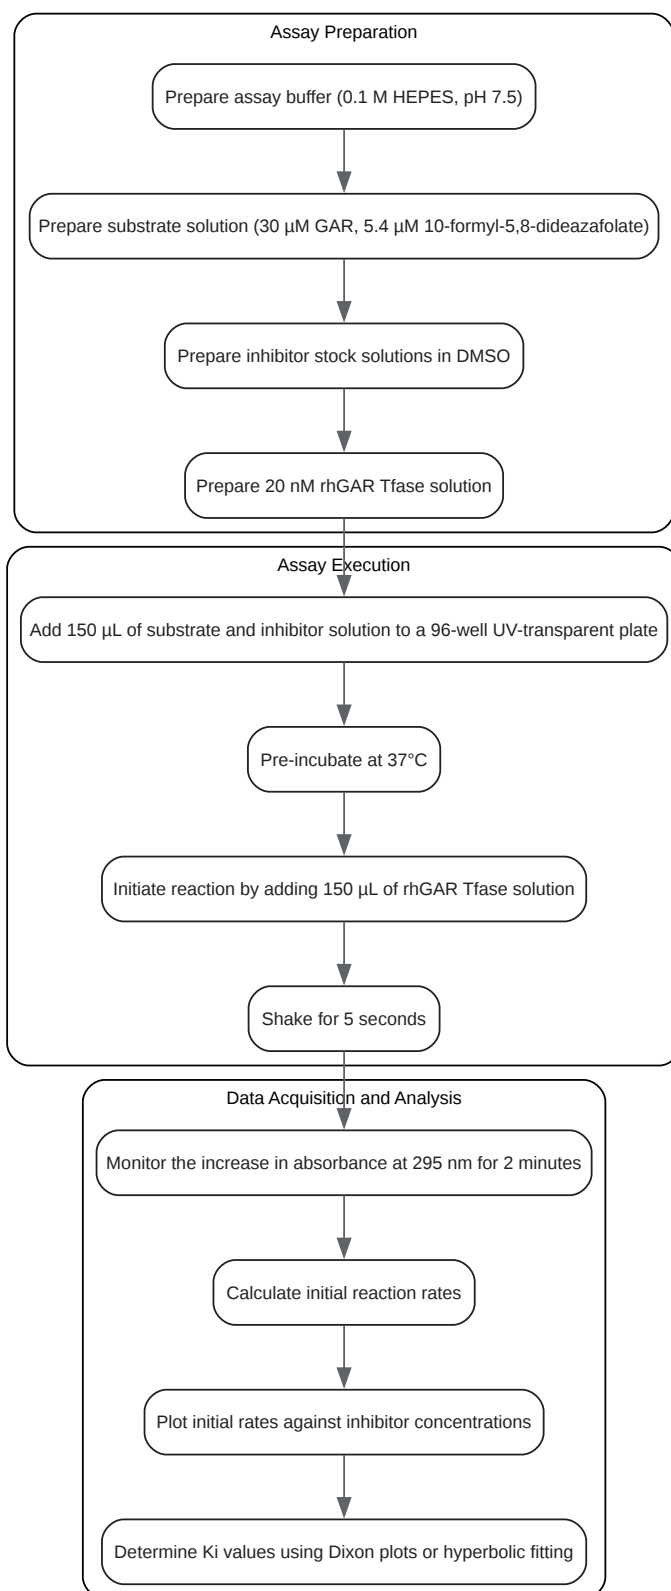 Assay Preparation
Prepare assay buffer (0.1 M HEPES, pH 7.5)
Prepare substrate solution (30 µM GAR, 5.4 µM 10-formyl-5,8-dideazafolate)
Prepare inhibitor stock solutions in DMSO
Prepare 20 nM rhGAR Tfase solution
Assay Execution
Add 150 µL of substrate and inhibitor solution to a 96-well UV-transparent plate
Pre-incubate at 37°C
Initiate reaction by adding 150 µL of rhGAR Tfase solution
Shake for 5 seconds
Data Acquisition and Analysis
Monitor the increase in absorbance at 295 nm for 2 minutes
Calculate initial reaction rates
Plot initial rates against inhibitor concentrations
Determine Ki values using Dixon plots or hyperbolic fitting